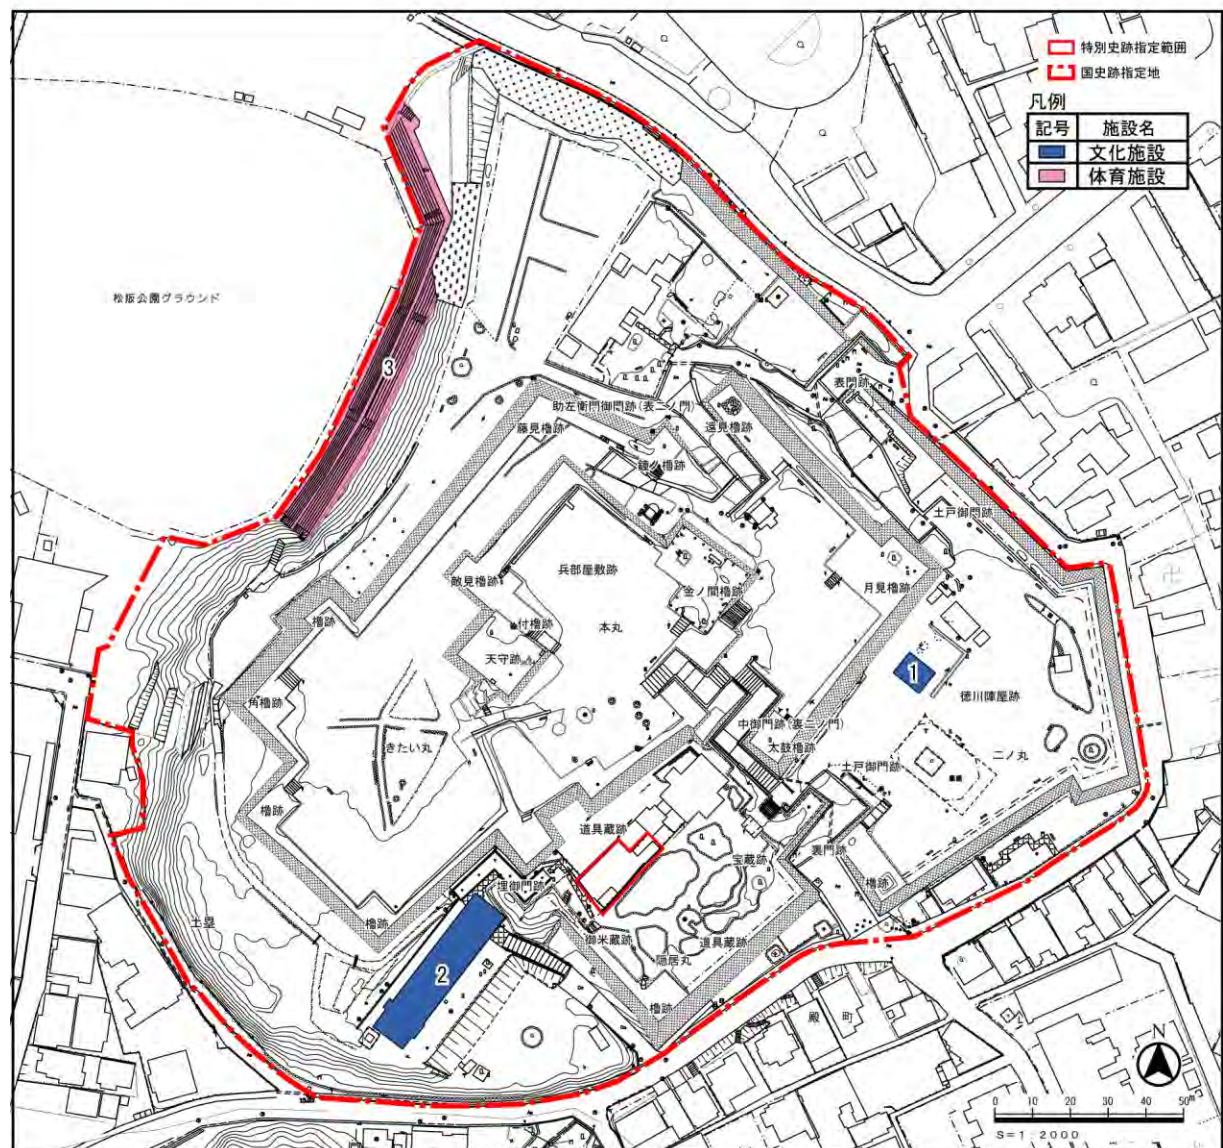 特別史跡指定範囲
国史跡指定地
凡例
記号 施設名
文化施設
体育施設
松阪公園グラウンド
3
表門跡
助左衛門御門跡(表二ノ門)
遠見櫓跡
藤見櫓跡
鐘ノ櫓跡
土戸御門跡
兵部屋敷跡
敵見櫓跡
金ノ間櫓跡
月見櫓跡
櫓跡
付櫓跡
本丸
天守跡
1
徳川陣屋跡
角櫓跡
きたい丸
中御門跡(裏二ノ門)
太鼓櫓跡
二ノ丸
土戸御門跡
櫓跡
道具蔵跡
宝蔵跡
裏門跡
櫓跡
埋御門跡
土塁
櫓跡
御米蔵跡
道具蔵跡
隠居丸
2
櫓跡
殿町
N
0 10 20 30 40 50m
S=1:2000